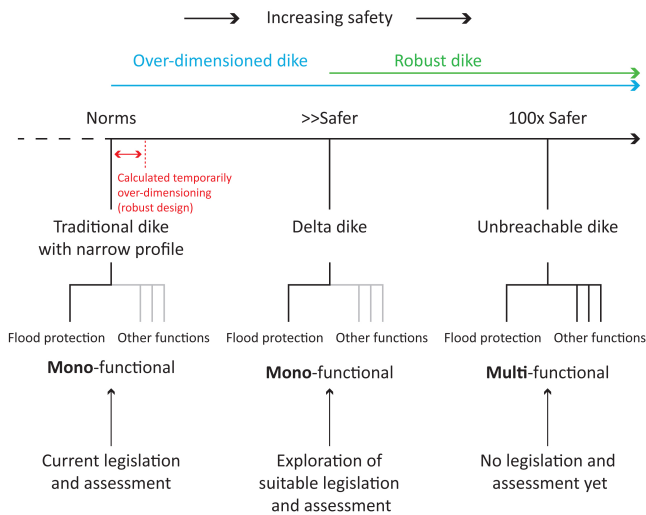 Increasing safety
Over-dimensioned dike
Robust dike
Norms
>>Safer
100x Safer
Calculated temporarily
over-dimensioning
(robust design)
Traditional dike
with narrow profile
Delta dike
Unbreachable dike
Flood protection
Other functions
Flood protection
Other functions
Flood protection
Other functions
Mono-functional
Mono-functional
Multi-functional
Current legislation
and assessment
Exploration of
suitable legislation
and assessment
No legislation and
assessment yet